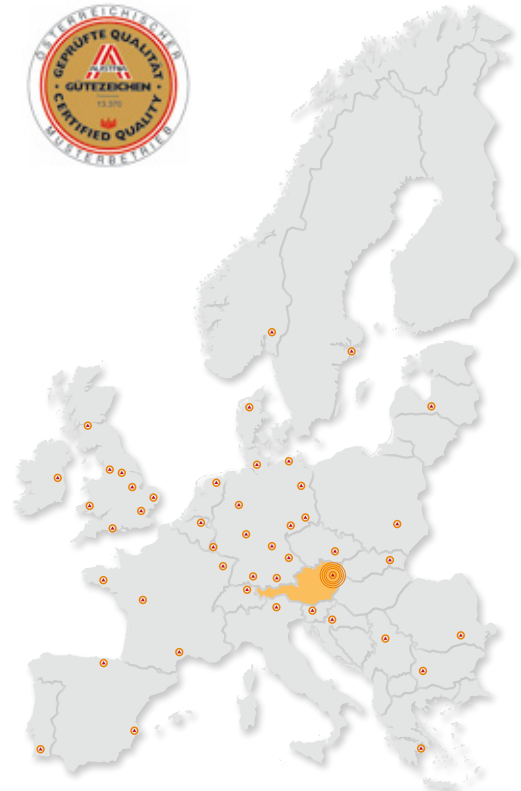 ÖSTERREICHISCHER
GEPRÜFTE QUALITÄT
AUSTRIA
GÜTEZEICHEN
13.370
CERTIFIED QUALITY
MUSTERBETRIEB